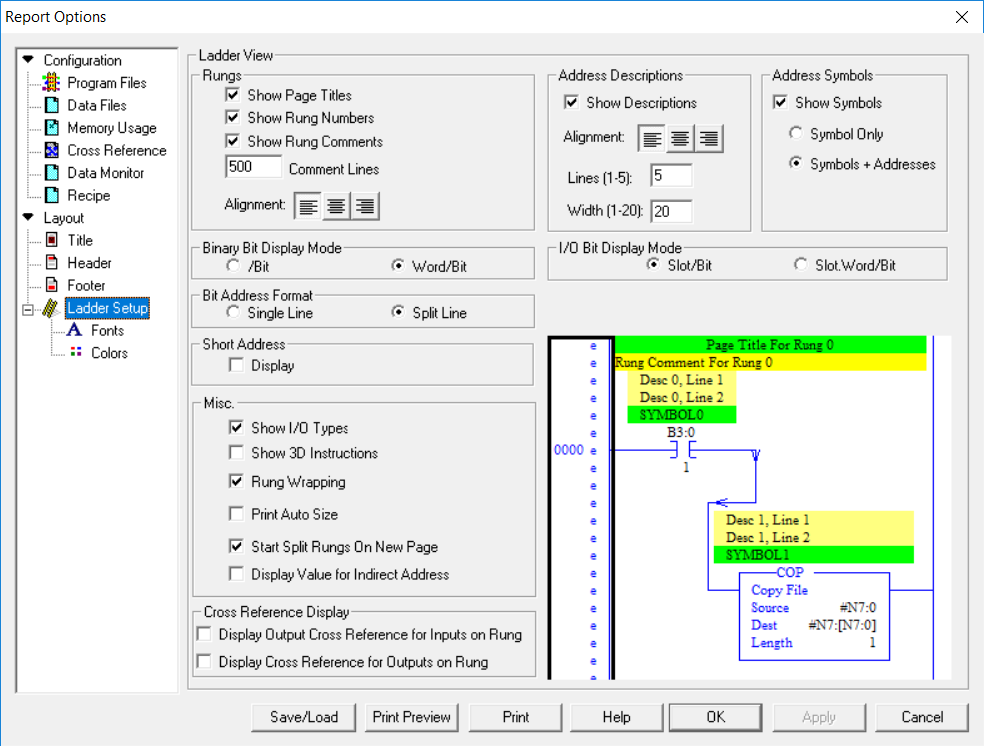 Report Options
Configuration
Program Files
Data Files
Memory Usage
Cross Reference
Data Monitor
Recipe
Layout
Title
Header
Footer
Ladder Setup
Fonts
Colors
Ladder View
Rungs
Show Page Titles
Show Rung Numbers
Show Rung Comments
500 Comment Lines
Alignment:
Address Descriptions
Show Descriptions
Alignment:
Lines (1-5): 5
Width (1-20): 20
Address Symbols
Show Symbols
Symbol Only
Symbols + Addresses
Binary Bit Display Mode
/Bit Word/Bit
I/O Bit Display Mode
Slot/Bit Slot.Word/Bit
Bit Address Format
Single Line Split Line
Short Address
Display
Misc.
Show I/O Types
Show 3D Instructions
Rung Wrapping
Print Auto Size
Start Split Rungs On New Page
Display Value for Indirect Address
Cross Reference Display
Display Output Cross Reference for Inputs on Rung
Display Cross Reference for Outputs on Rung
e Page Title For Rung 0
e Rung Comment For Rung 0
e Desc 0, Line 1
e Desc 0, Line 2
e SYMBOL0
e B3:0
0000 e
e 1
e
e
e Desc 1, Line 1
e Desc 1, Line 2
e SYMBOL1
e COP
e Copy File
e Source #N7:0
e Dest #N7:[N7:0]
e Length 1
e
e
Save/Load Print Preview Print Help OK Apply Cancel